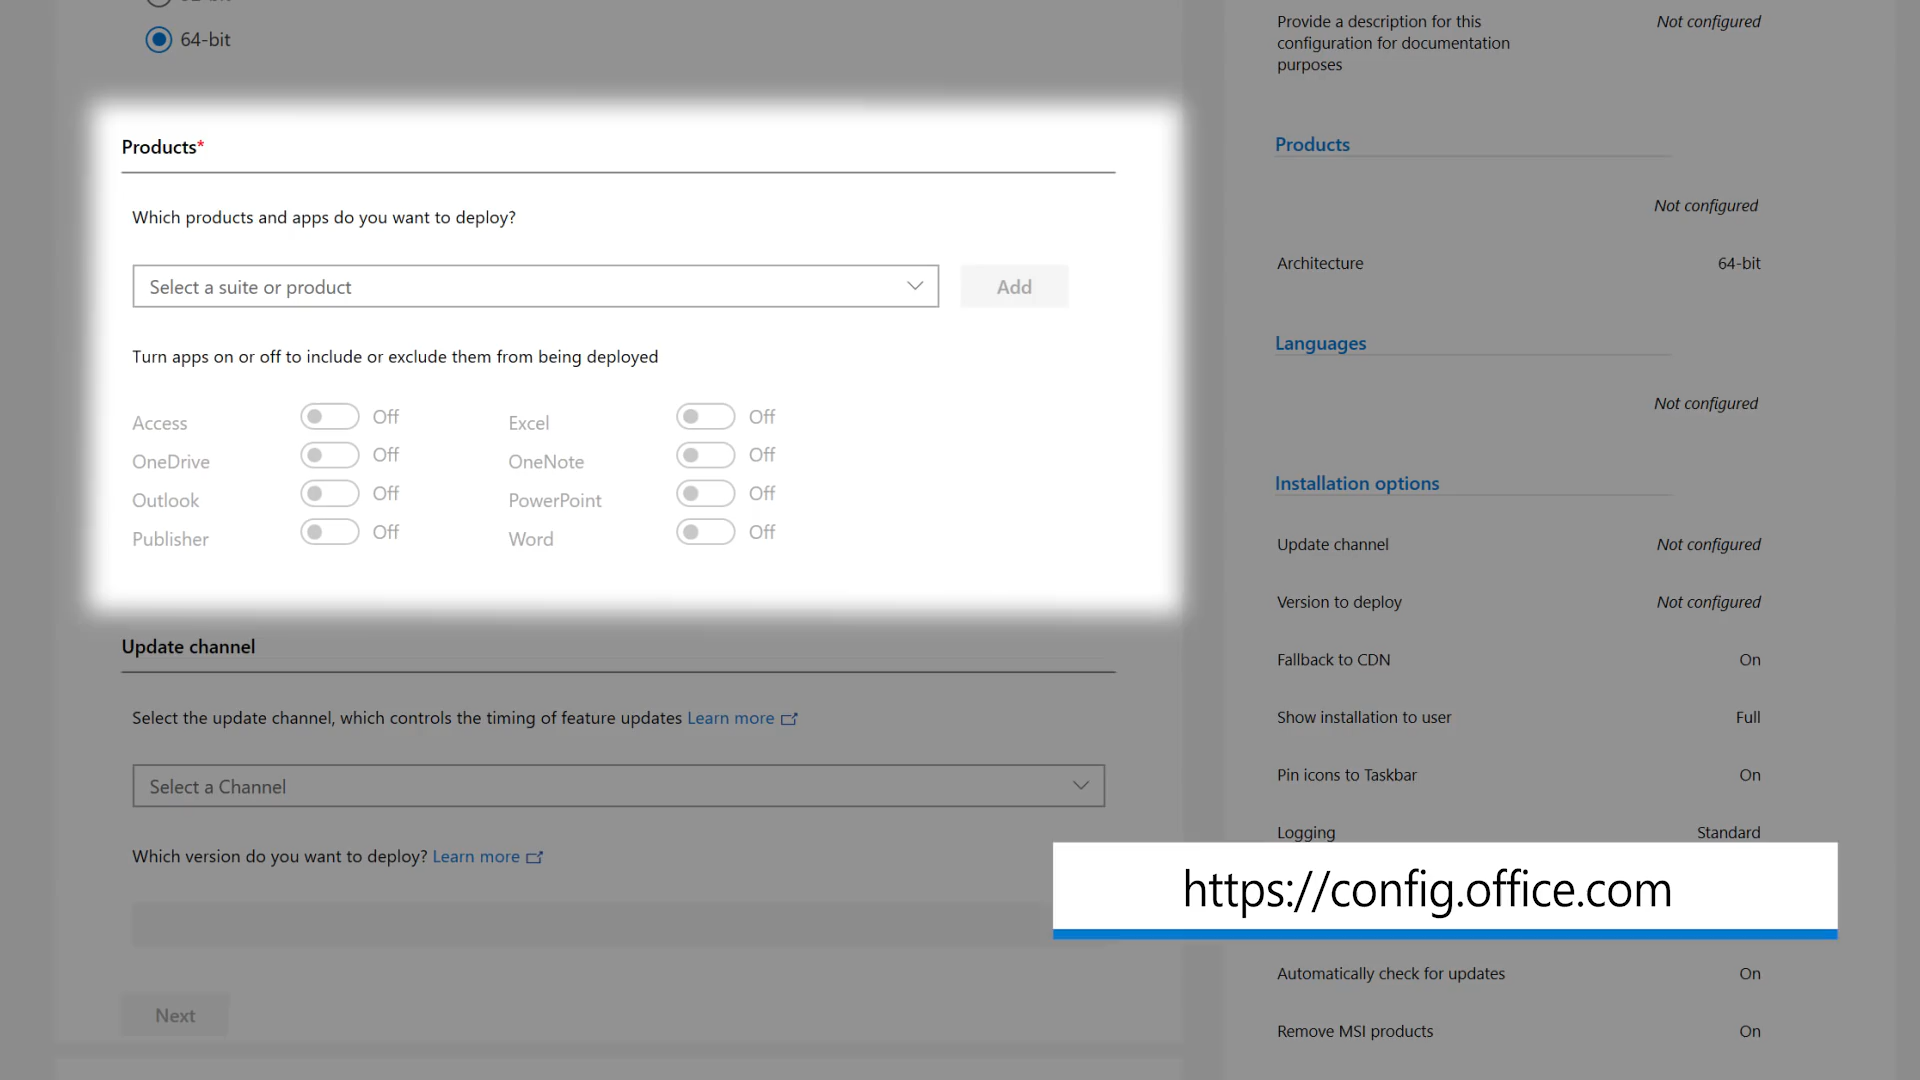 64-bit
Products*
Which products and apps do you want to deploy?
Select a suite or product
Add
Turn apps on or off to include or exclude them from being deployed
Access Off Excel Off
OneDrive Off OneNote Off
Outlook Off PowerPoint Off
Publisher Off Word Off
Update channel
Select the update channel, which controls the timing of feature updates Learn more
Select a Channel
Which version do you want to deploy? Learn more
Next
Provide a description for this Not configured
configuration for documentation
purposes
Products
Not configured
Architecture 64-bit
Languages
Not configured
Installation options
Update channel Not configured
Version to deploy Not configured
Fallback to CDN On
Show installation to user Full
Pin icons to Taskbar On
Logging Standard
https://config.office.com
Automatically check for updates On
Remove MSI products On